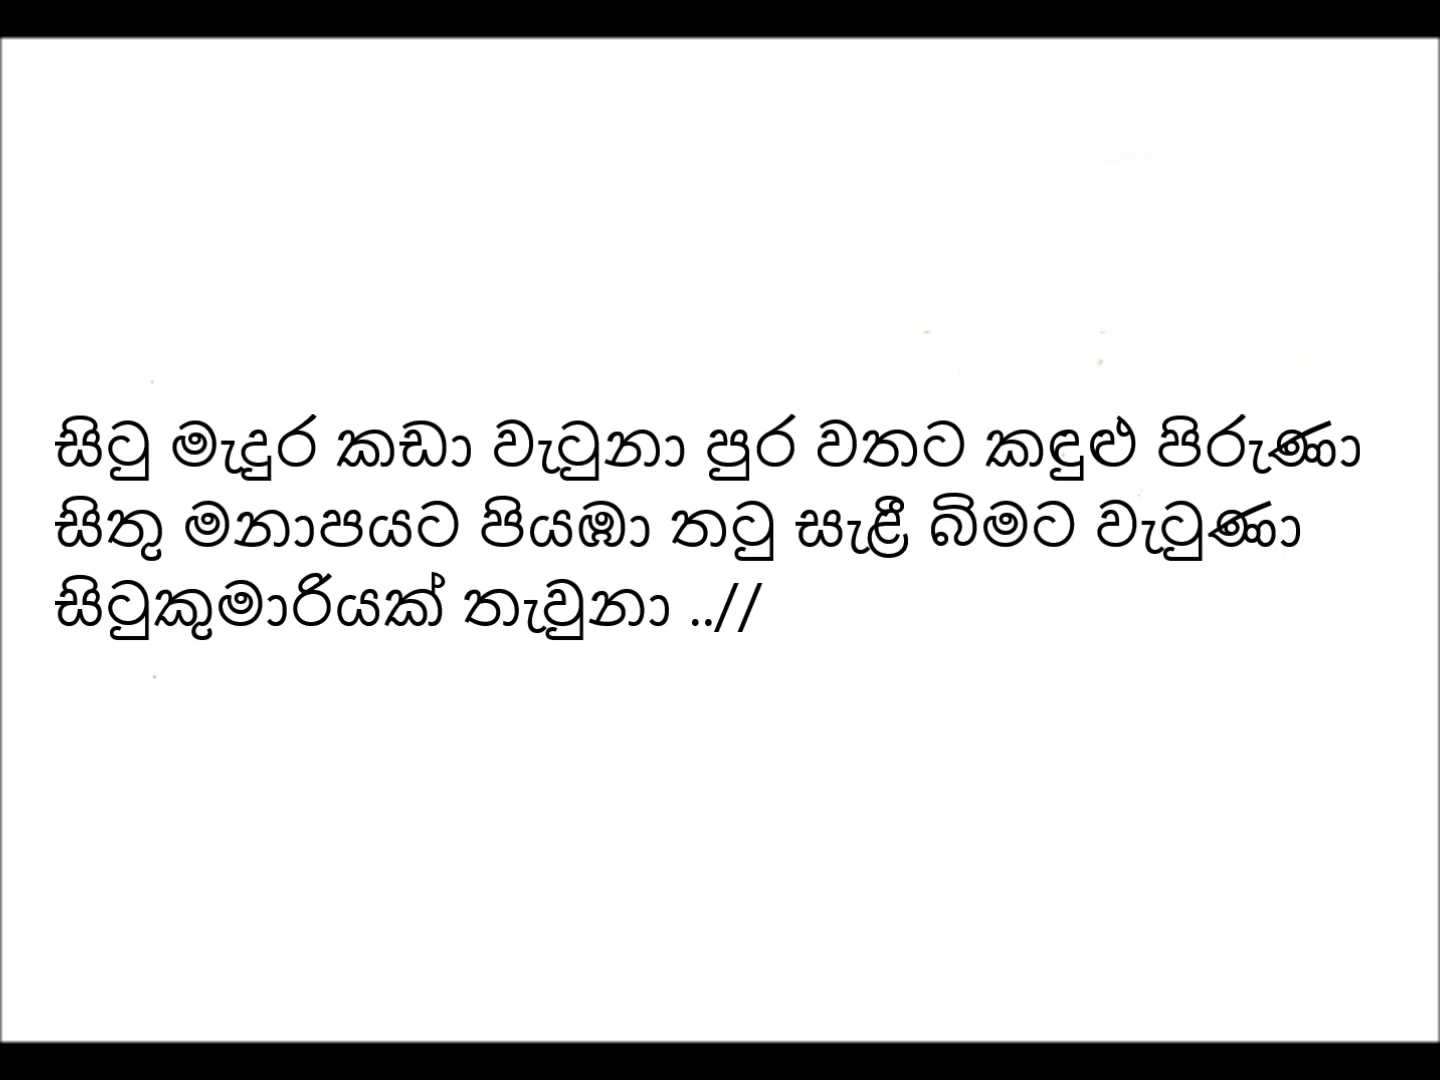 සිටු මැදුර කඩා වැටුනා පුර වතට කඳුළු පිරුණා
සිතු මනාපයට පියඹා තටු සැළී බිමට වැටුණා
සිටුකුමාරියක් තැවුනා ..//